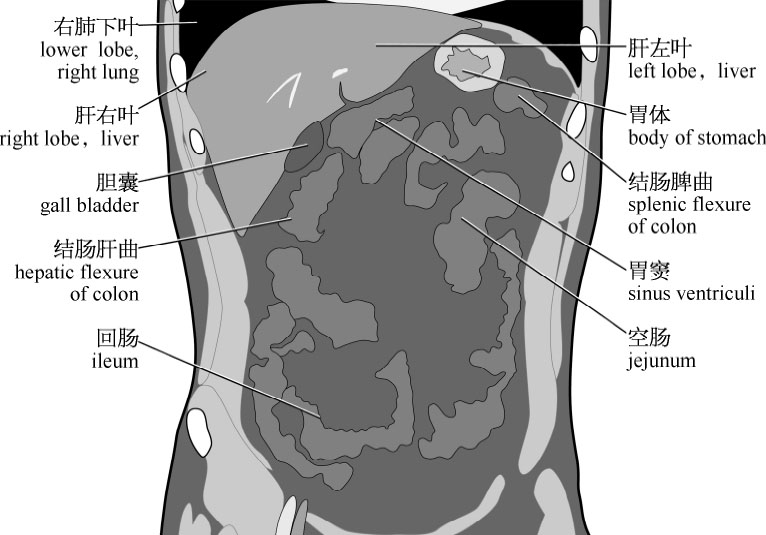 右肺下叶
lower lobe,
right lung
肝右叶
right lobe, liver
胆囊
gall bladder
结肠肝曲
hepatic flexure
of colon
回肠
ileum
肝左叶
left lobe, liver
胃体
body of stomach
结肠脾曲
splenic flexure
of colon
胃窦
sinus ventriculi
空肠
jejunum